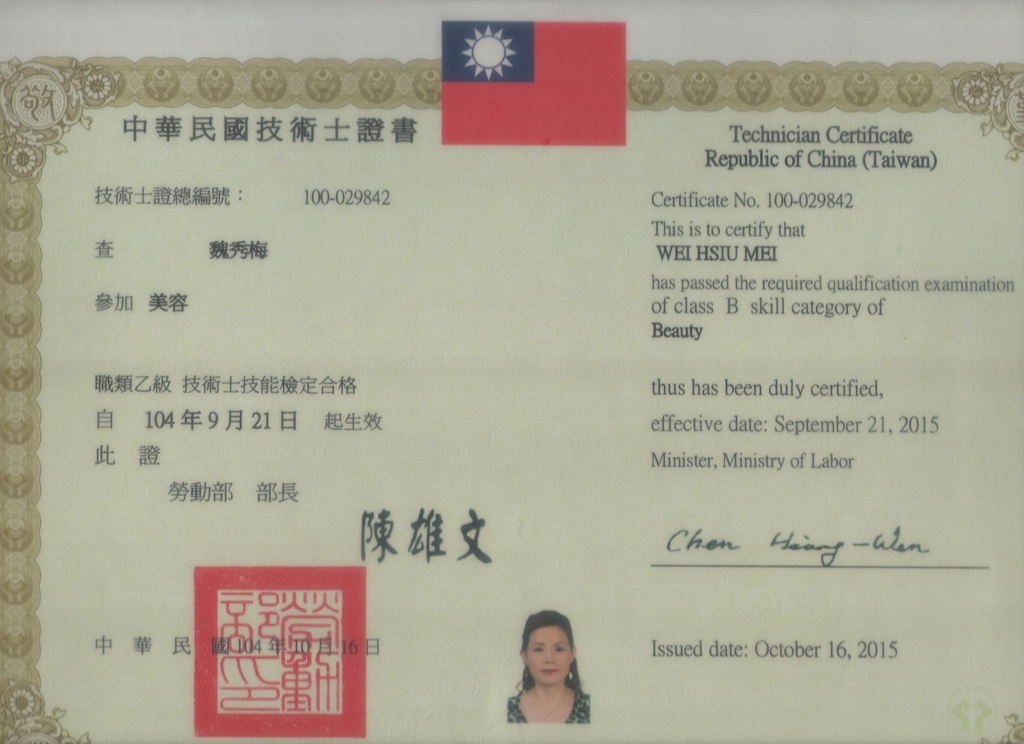 敬
中華民國技術士證書
技術士證總編號： 100-029842
查 魏秀梅
參加 美容
職類乙級 技術士技能檢定合格
自 104 年 9 月 21 日 起生效
此 證
勞動部 部長
陳雄文
中 華 民 國 104 年 10 月 16 日
勞動部印
Technician Certificate
Republic of China (Taiwan)
Certificate No. 100-029842
This is to certify that
WEI HSIU MEI
has passed the required qualification examination
of class B skill category of
Beauty
thus has been duly certified,
effective date: September 21, 2015
Minister, Ministry of Labor
Chen Hsiung-Wen
Issued date: October 16, 2015